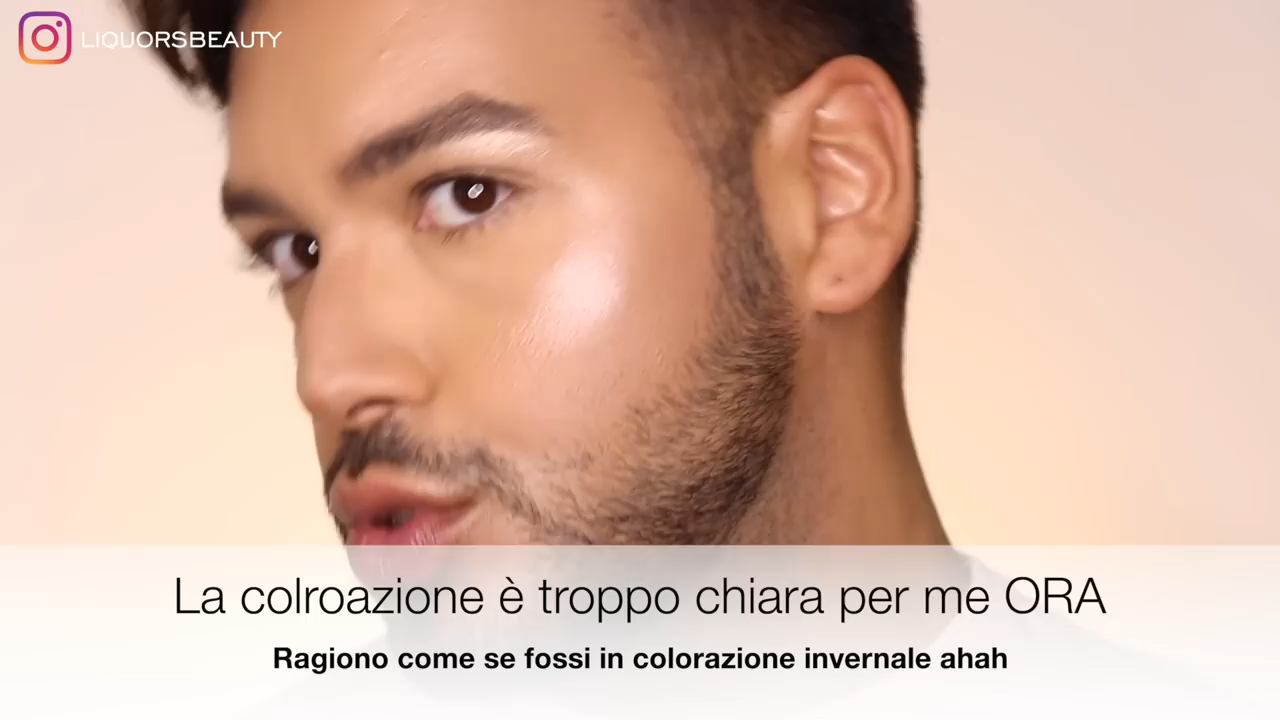 LIQUORSBEAUTY
La colroazione è troppo chiara per me ORA
Ragiono come se fossi in colorazione invernale ahah